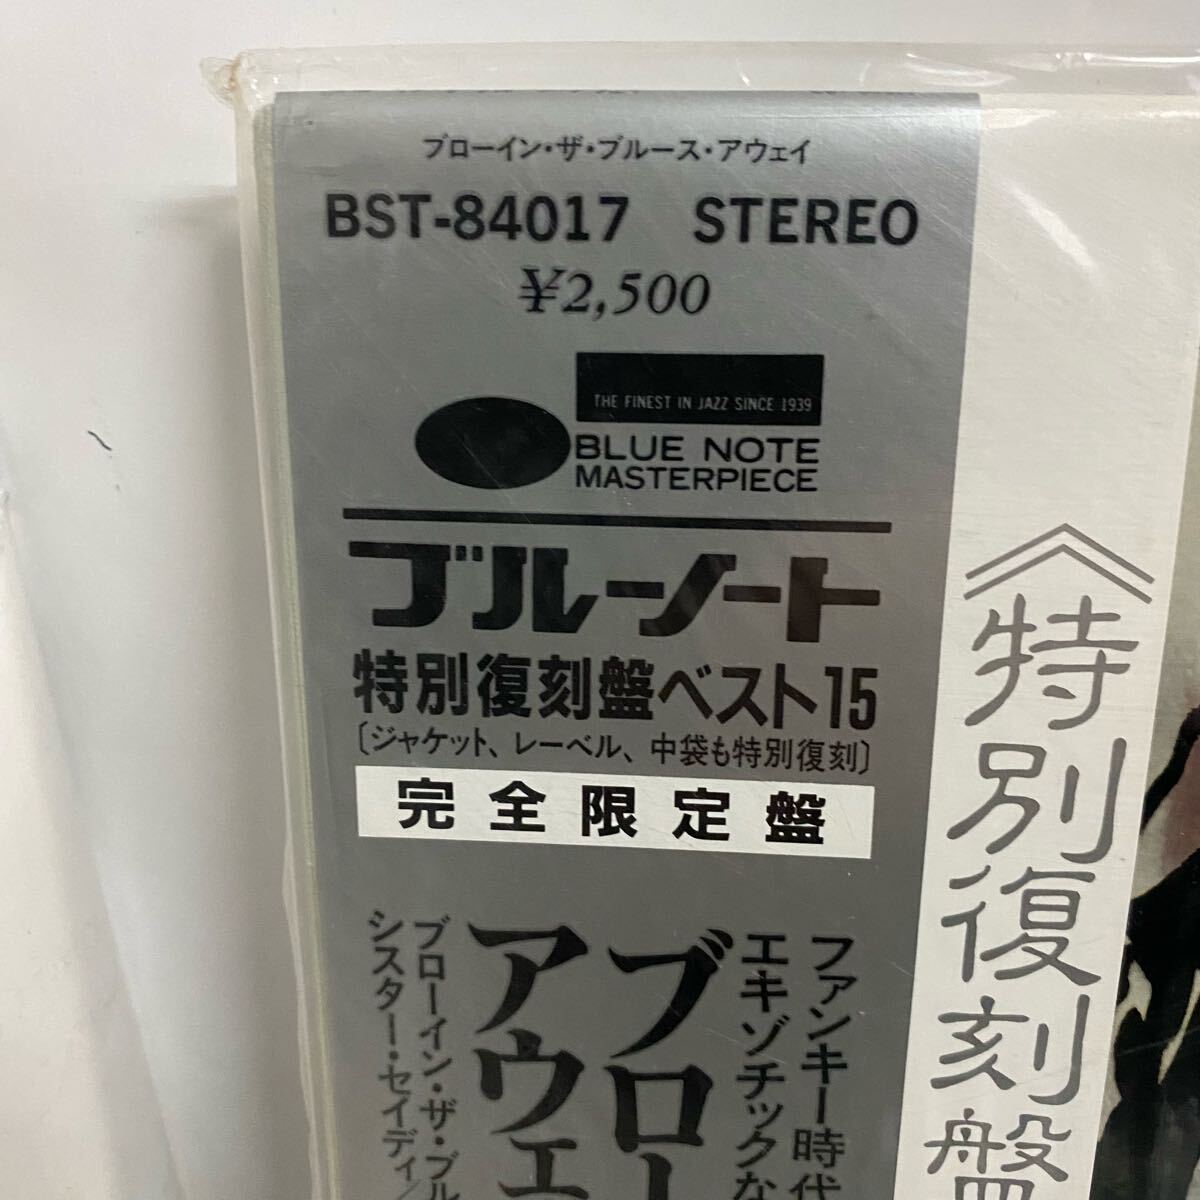 ブローイン・ザ・ブルース・アウェイ
BST-84017 STEREO
¥2,500
THE FINEST IN JAZZ SINCE 1939
BLUE NOTE
MASTERPIECE
ブルーノート
特別復刻盤ベスト15
〔ジャケット、レーベル、中袋も特別復刻〕
完全限定盤
ファンキー時代
エキゾチックな
ブロー
アウェ
ブローイン・ザ・ブル
シスター・セイディ/
《特別復刻盤